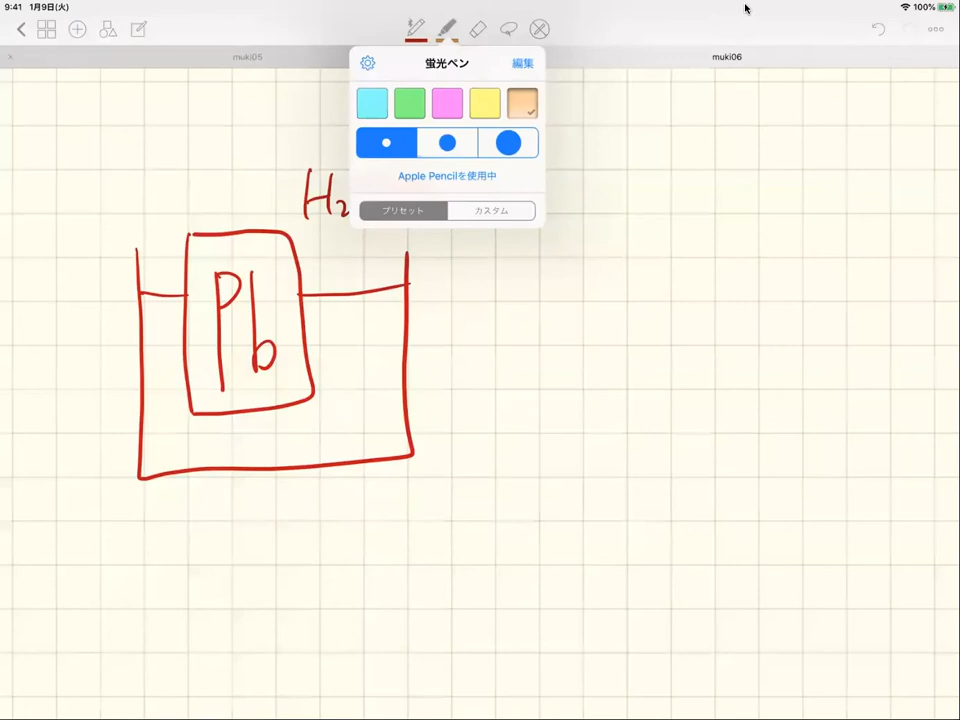 9:41 1月9日(火) 100%
muki05 muki06
蛍光ペン 編集
Apple Pencilを使用中
プリセット カスタム
H₂
Pb